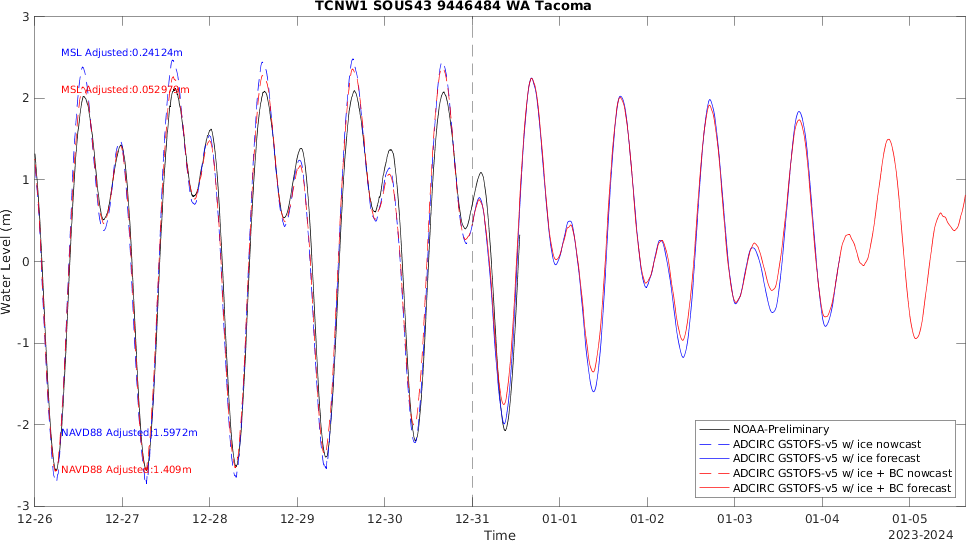 TCNW1 SOUS43 9446484 WA Tacoma
3
2
1
0
-1
-2
-3
Water Level (m)
MSL Adjusted:0.24124m
MSL Adjusted:0.05297
NAVD88 Adjusted:1.5972m
NAVD88 Adjusted:1.409m
NOAA-Preliminary
ADCIRC GSTOFS-v5 w/ ice nowcast
ADCIRC GSTOFS-v5 w/ ice forecast
ADCIRC GSTOFS-v5 w/ ice + BC nowcast
ADCIRC GSTOFS-v5 w/ ice + BC forecast
12-26 12-27 12-28 12-29 12-30 12-31 01-01 01-02 01-03 01-04 01-05
Time
2023-2024